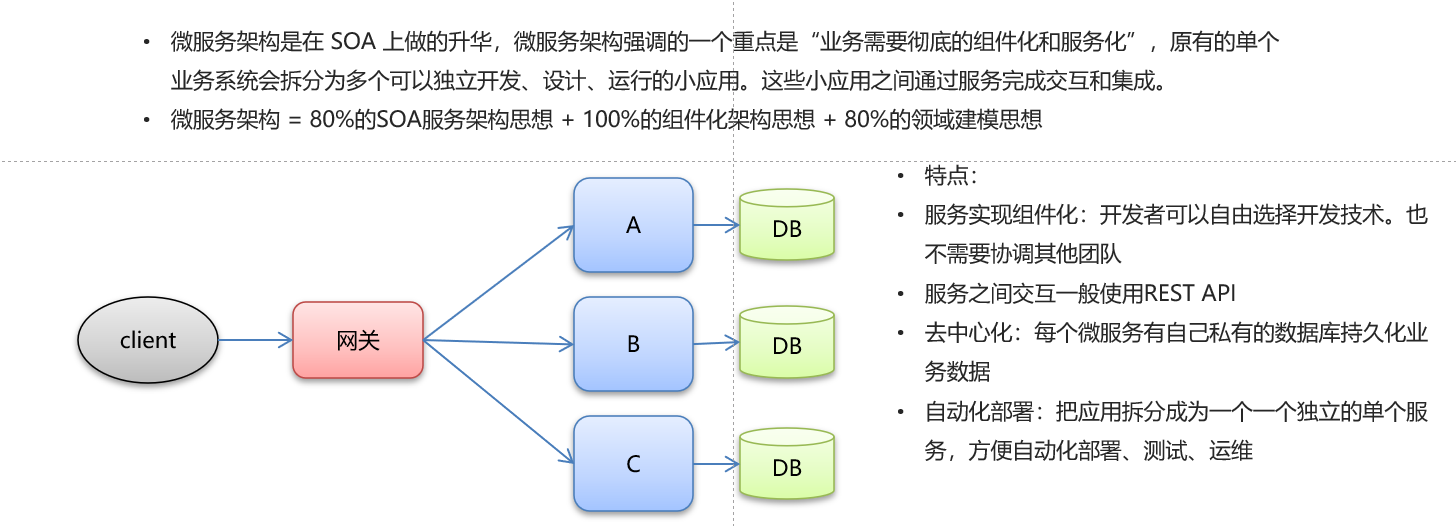 • 微服务架构是在 SOA 上做的升华，微服务架构强调的一个重点是“业务需要彻底的组件化和服务化”，原有的单个
业务系统会拆分为多个可以独立开发、设计、运行的小应用。这些小应用之间通过服务完成交互和集成。
• 微服务架构 = 80%的SOA服务架构思想 + 100%的组件化架构思想 + 80%的领域建模思想
client
网关
A
DB
B
DB
C
DB
• 特点：
• 服务实现组件化：开发者可以自由选择开发技术。也
不需要协调其他团队
• 服务之间交互一般使用REST API
• 去中心化：每个微服务有自己私有的数据库持久化业
务数据
• 自动化部署：把应用拆分成为一个一个独立的单个服
务，方便自动化部署、测试、运维